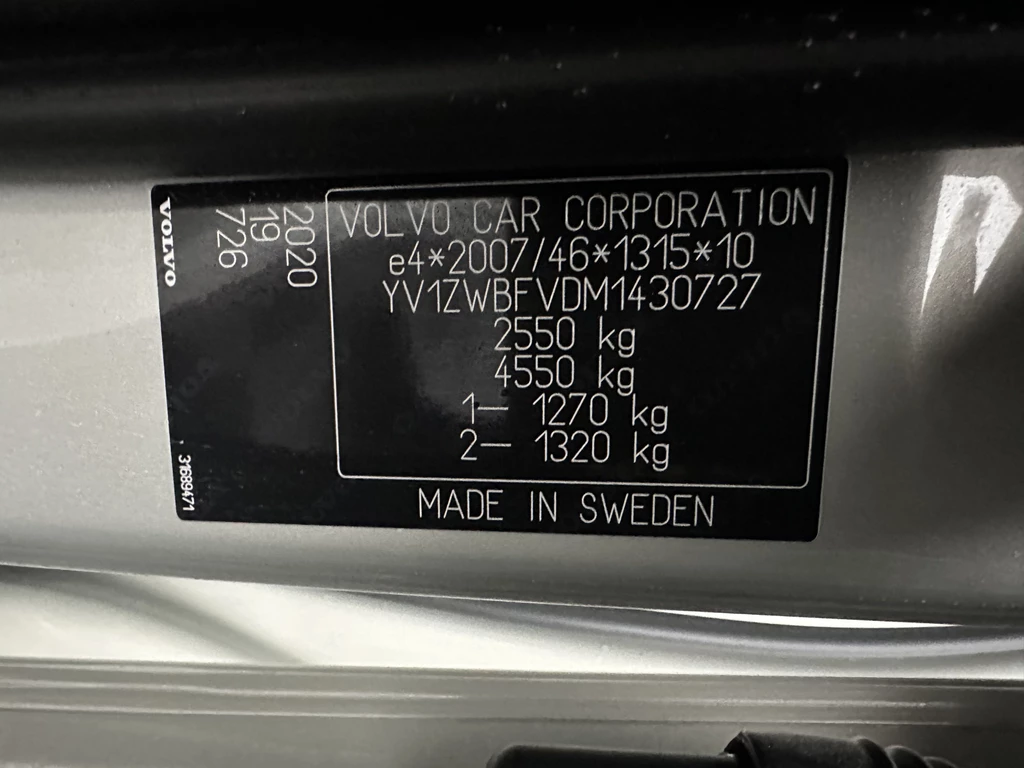 VOLVO
2020
19
726
31689471
VOLVO CAR CORPORATION
e4*2007/46*1315*10
YV1ZWBFVDM1430727
2550 kg
4550 kg
1— 1270 kg
2— 1320 kg
MADE IN SWEDEN